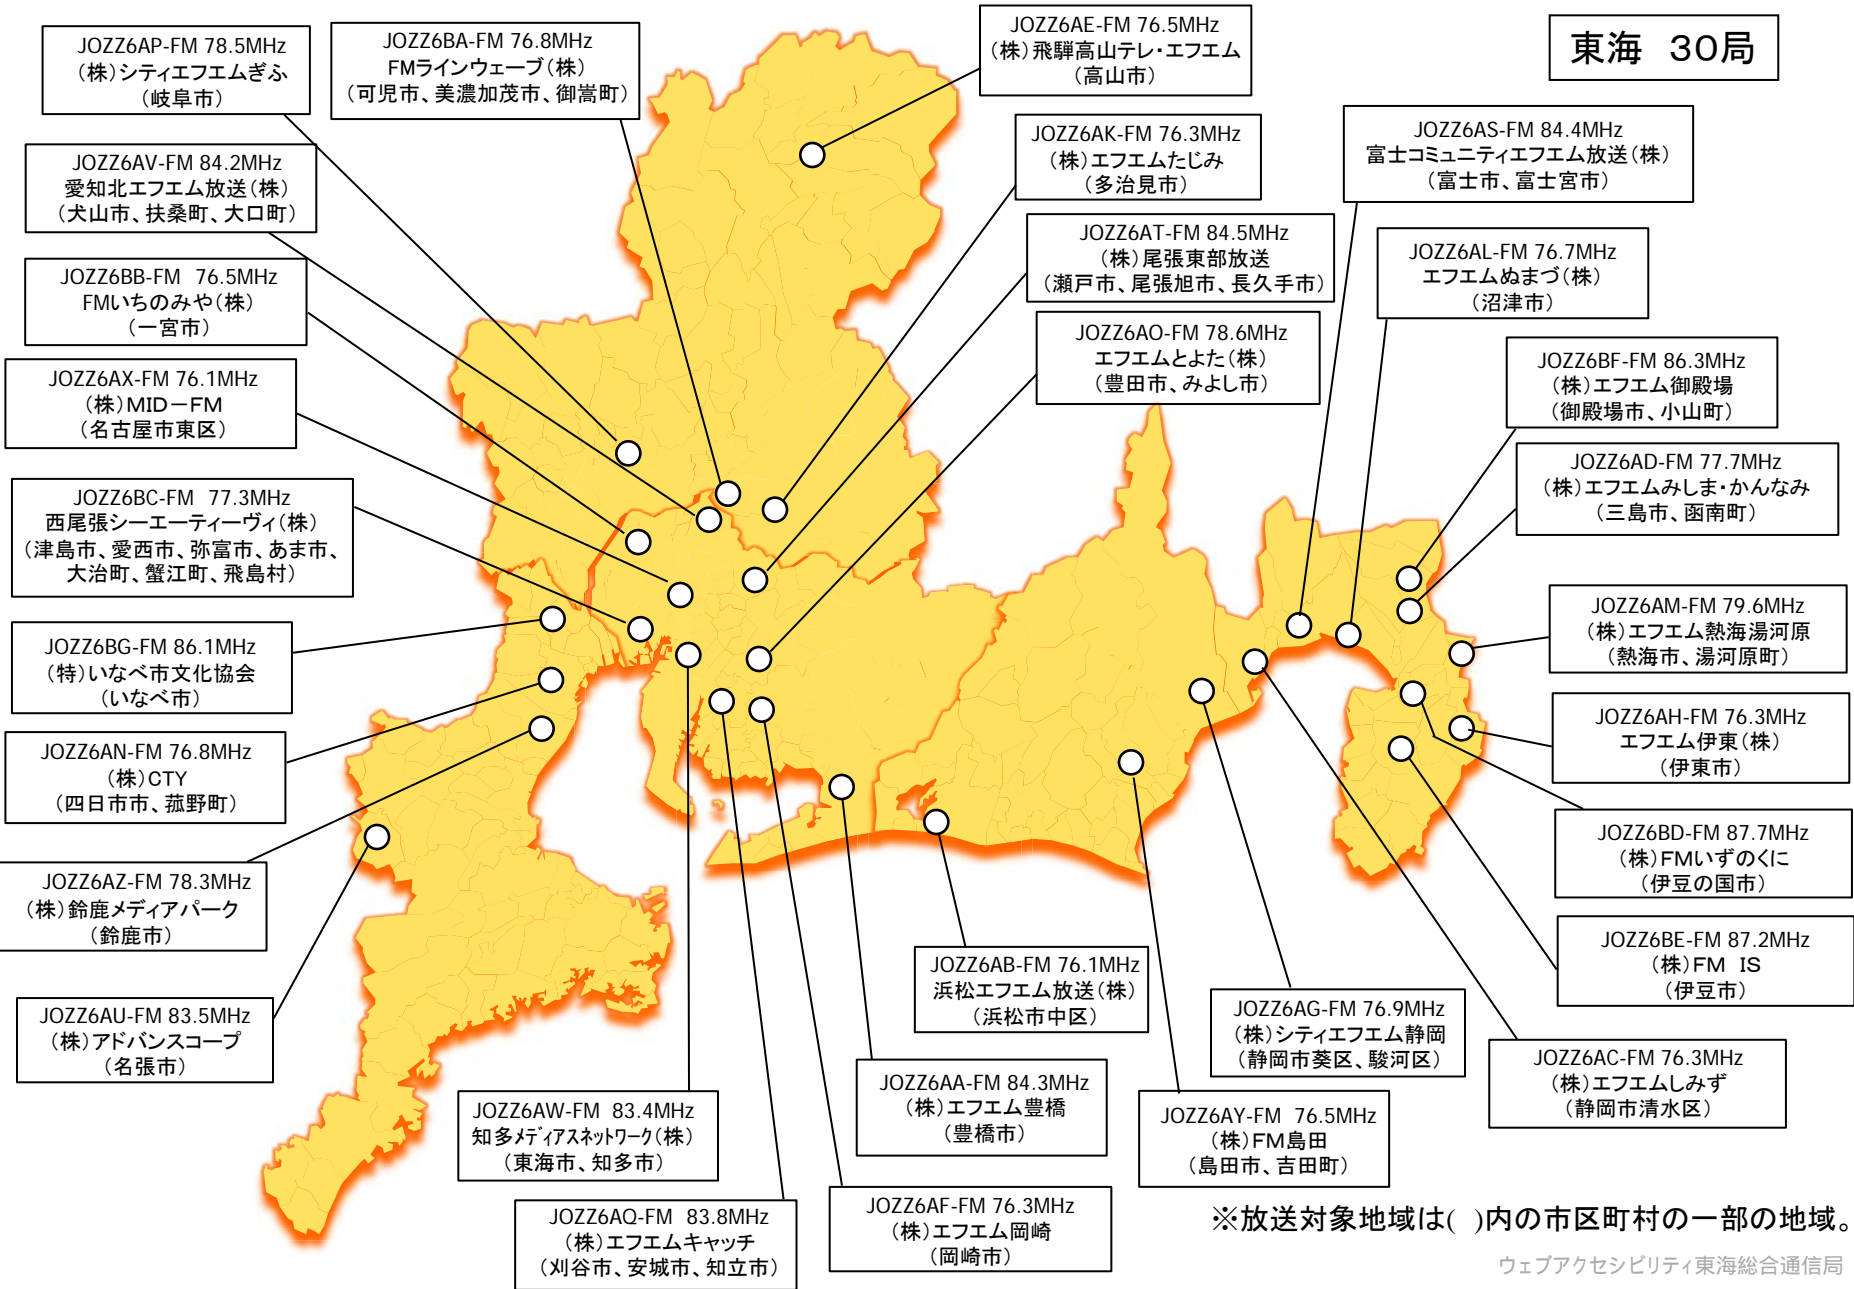 東海　30局
JOZZ6AP-FM 78.5MHz
（株）シティエフエムぎふ
（岐阜市）
JOZZ6BA-FM 76.8MHz
FMラインウェーブ（株）
（可児市、美濃加茂市、御嵩町）
JOZZ6AE-FM 76.5MHz
（株）飛騨高山テレ・エフエム
（高山市）
JOZZ6AV-FM 84.2MHz
愛知北エフエム放送（株）
（犬山市、扶桑町、大口町）
JOZZ6AK-FM 76.3MHz
（株）エフエムたじみ
（多治見市）
JOZZ6AS-FM 84.4MHz
富士コミュニティエフエム放送（株）
（富士市、富士宮市）
JOZZ6BB-FM 76.5MHz
FMいちのみや（株）
（一宮市）
JOZZ6AT-FM 84.5MHz
（株）尾張東部放送
（瀬戸市、尾張旭市、長久手市）
JOZZ6AL-FM 76.7MHz
エフエムぬまづ（株）
（沼津市）
JOZZ6AX-FM 76.1MHz
（株）MID－FM
（名古屋市東区）
JOZZ6AO-FM 78.6MHz
エフエムとよた（株）
（豊田市、みよし市）
JOZZ6BF-FM 86.3MHz
（株）エフエム御殿場
（御殿場市、小山町）
JOZZ6BC-FM 77.3MHz
西尾張シーエーティーヴィ（株）
（津島市、愛西市、弥富市、あま市、
大治町、蟹江町、飛島村）
JOZZ6AD-FM 77.7MHz
（株）エフエムみしま・かんなみ
（三島市、函南町）
JOZZ6BG-FM 86.1MHz
（特）いなべ市文化協会
（いなべ市）
JOZZ6AM-FM 79.6MHz
（株）エフエム熱海湯河原
（熱海市、湯河原町）
JOZZ6AN-FM 76.8MHz
（株）CTY
（四日市市、菰野町）
JOZZ6AH-FM 76.3MHz
エフエム伊東（株）
（伊東市）
JOZZ6AZ-FM 78.3MHz
（株）鈴鹿メディアパーク
（鈴鹿市）
JOZZ6BD-FM 87.7MHz
（株）FMいずのくに
（伊豆の国市）
JOZZ6AU-FM 83.5MHz
（株）アドバンスコープ
（名張市）
JOZZ6AB-FM 76.1MHz
浜松エフエム放送（株）
（浜松市中区）
JOZZ6BE-FM 87.2MHz
（株）FM IS
（伊豆市）
JOZZ6AG-FM 76.9MHz
（株）シティエフエム静岡
（静岡市葵区、駿河区）
JOZZ6AC-FM 76.3MHz
（株）エフエムしみず
（静岡市清水区）
JOZZ6AW-FM 83.4MHz
知多メディアスネットワーク（株）
（東海市、知多市）
JOZZ6AA-FM 84.3MHz
（株）エフエム豊橋
（豊橋市）
JOZZ6AY-FM 76.5MHz
（株）FM島田
（島田市、吉田町）
JOZZ6AQ-FM 83.8MHz
（株）エフエムキャッチ
（刈谷市、安城市、知立市）
JOZZ6AF-FM 76.3MHz
（株）エフエム岡崎
（岡崎市）
※放送対象地域は(　)内の市区町村の一部の地域。
ウェブアクセシビリティ東海総合通信局